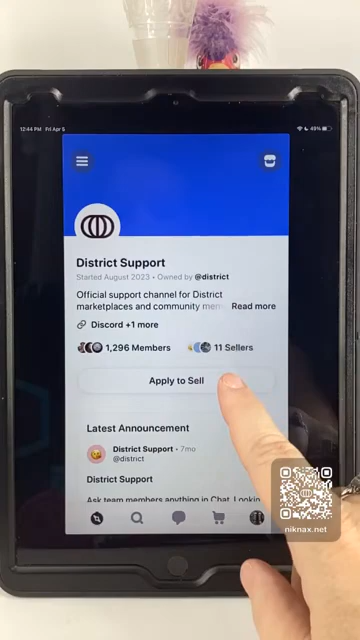 12:44 PM Fri Apr 5
49%
District Support
Started August 2023 • Owned by @district
Official support channel for District
marketplaces and community mem Read more
Discord +1 more
1,296 Members 11 Sellers
Apply to Sell
Latest Announcement
District Support • 7mo
@district
District Support
Ask team members anything in Chat. Looking
niknax.net